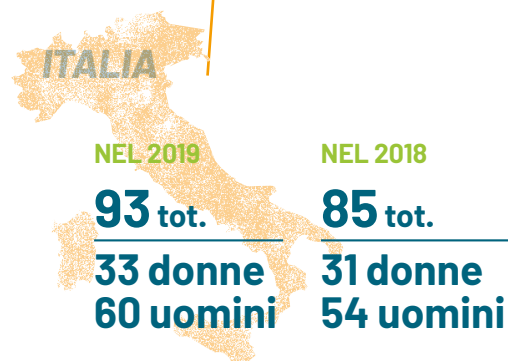 ITALIA
NEL 2019
93 tot.
33 donne
60 uomini
NEL 2018
85 tot.
31 donne
54 uomini